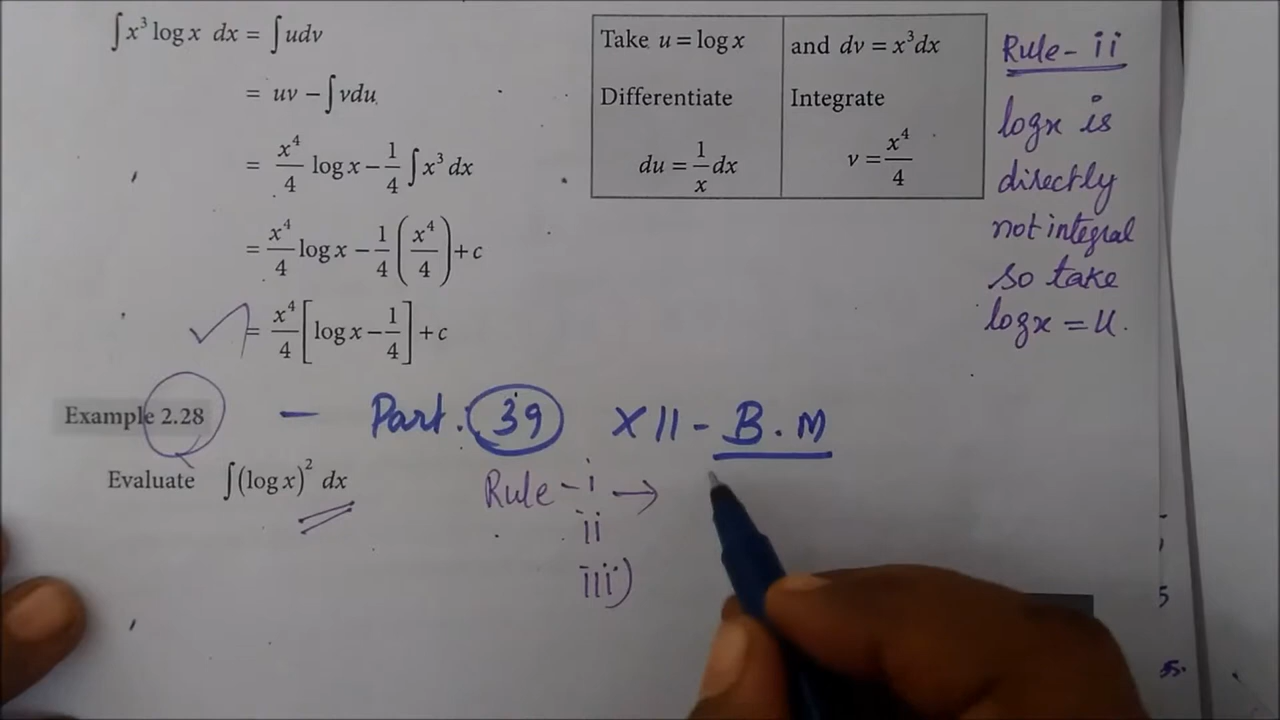 ∫x³ log x dx = ∫udv
= uv − ∫vdu
= x⁴/4 log x − 1/4 ∫x³ dx
= x⁴/4 log x − 1/4 (x⁴/4) + c
= x⁴/4 [log x − 1/4] + c
Take u = log x and dv = x³dx
Differentiate Integrate
du = 1/x dx v = x⁴/4
Rule - ii
logx is
directly
not integral
so take
logx = u.
Example 2.28 — Part: 39 XII - B.M
Evaluate ∫(log x)² dx
Rule - i →
ii
iii)
5
5.